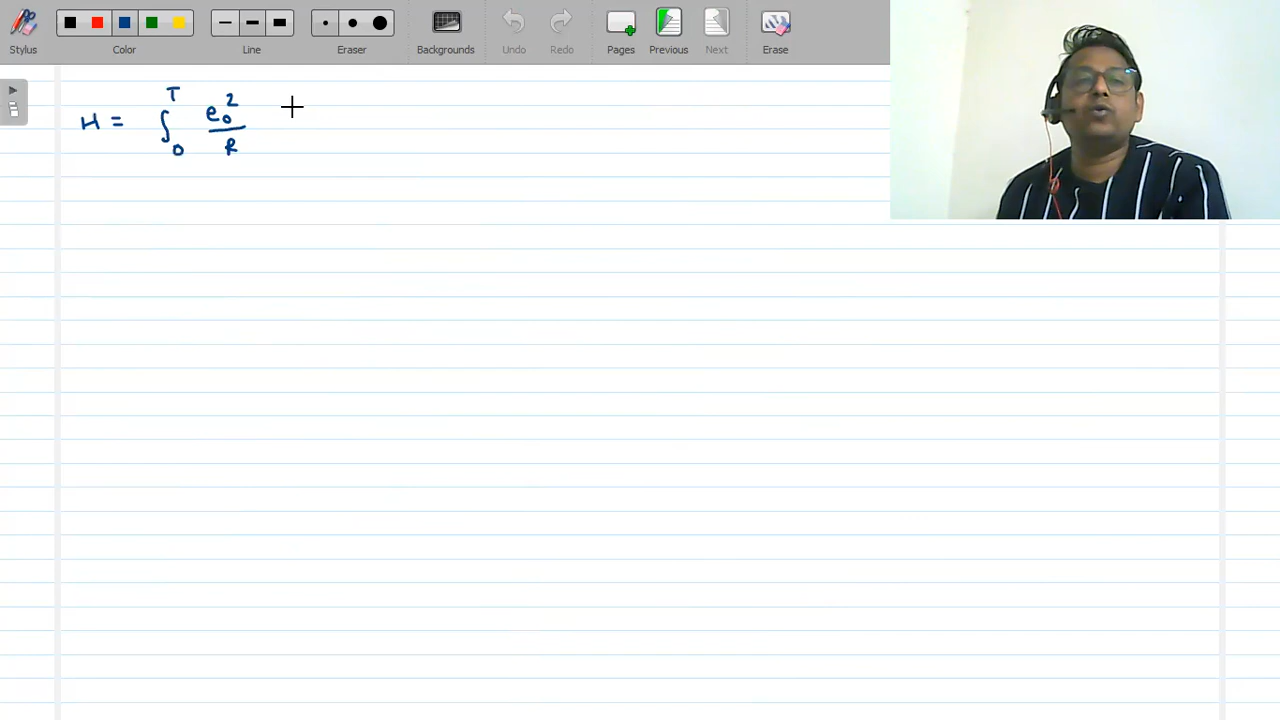 Stylus
Color
Line
Eraser
Backgrounds
Undo
Redo
Pages
Previous
Next
Erase
H = ∫₀ᵀ e₀²/R